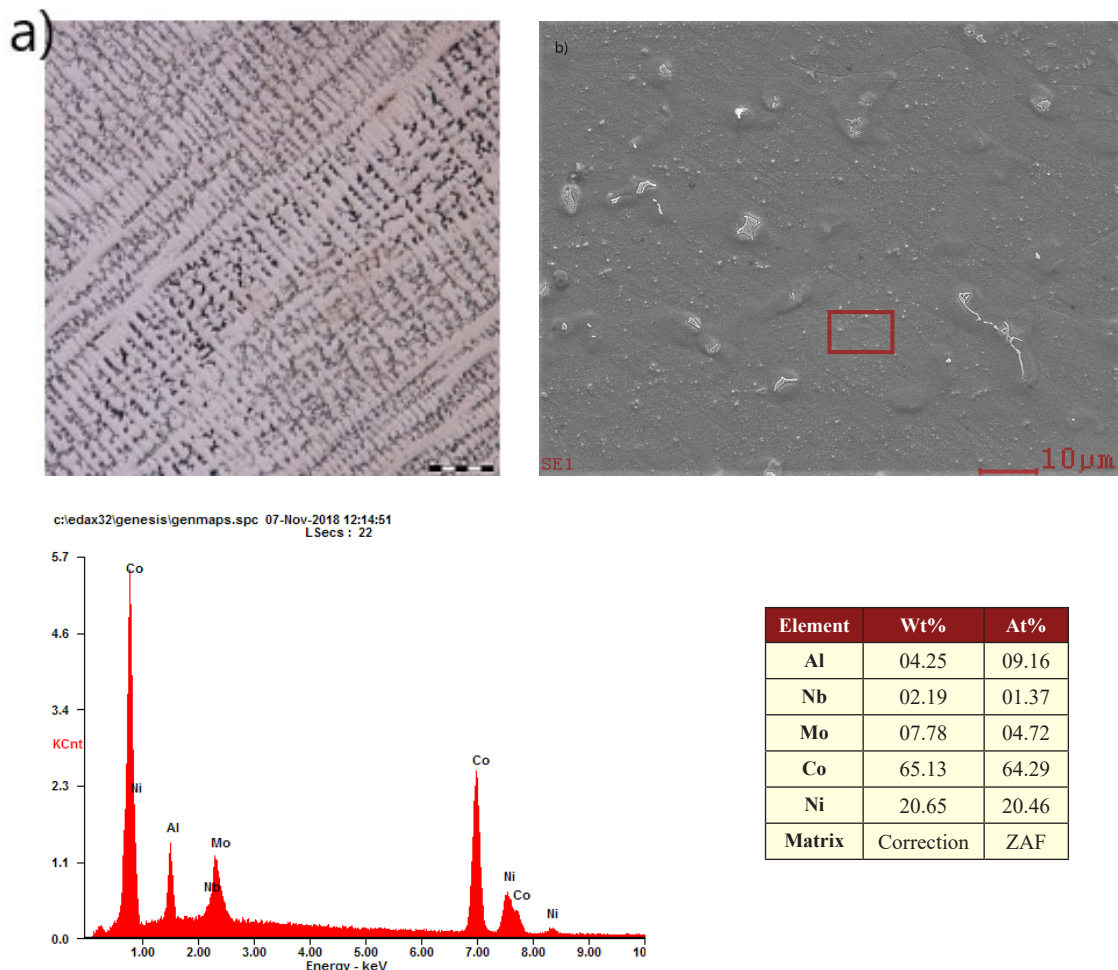 a)
b)
SE1
10µm
c:\edax32\genesis\genmaps.spc 07-Nov-2018 12:14:51
LSecs : 22
5.7
4.6
3.4
KCnt
2.3
1.1
0.0
Co
Ni
Al
Nb
Mo
Co
Ni
Co
Ni
1.00 2.00 3.00 4.00 5.00 6.00 7.00 8.00 9.00 10
Energy - keV
Element Wt% At%
Al 04.25 09.16
Nb 02.19 01.37
Mo 07.78 04.72
Co 65.13 64.29
Ni 20.65 20.46
Matrix Correction ZAF